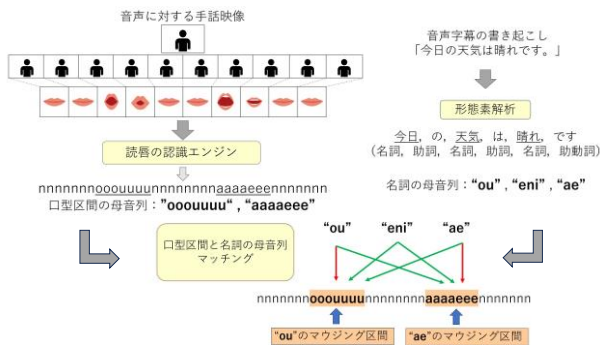 音声に対する手話映像
読唇の認識エンジン
nnnnnnnooouuuunnnnnnnnnaaaaeeennnnnnn
口型区間の母音列："ooouuuu“ , “aaaaeee”
音声字幕の書き起こし
「今日の天気は晴れです。」
形態素解析
今日, の, 天気, は, 晴れ, です
(名詞, 助詞, 名詞, 助詞, 名詞, 助動詞)
名詞の母音列："ou" , “eni” , “ae”
口型区間と名詞の母音列
マッチング
“ou” “eni” “ae”
nnnnnnnooouuuunnnnnnnnnaaaaeeennnnnnn
“ou”のマウジング区間
“ae”のマウジング区間